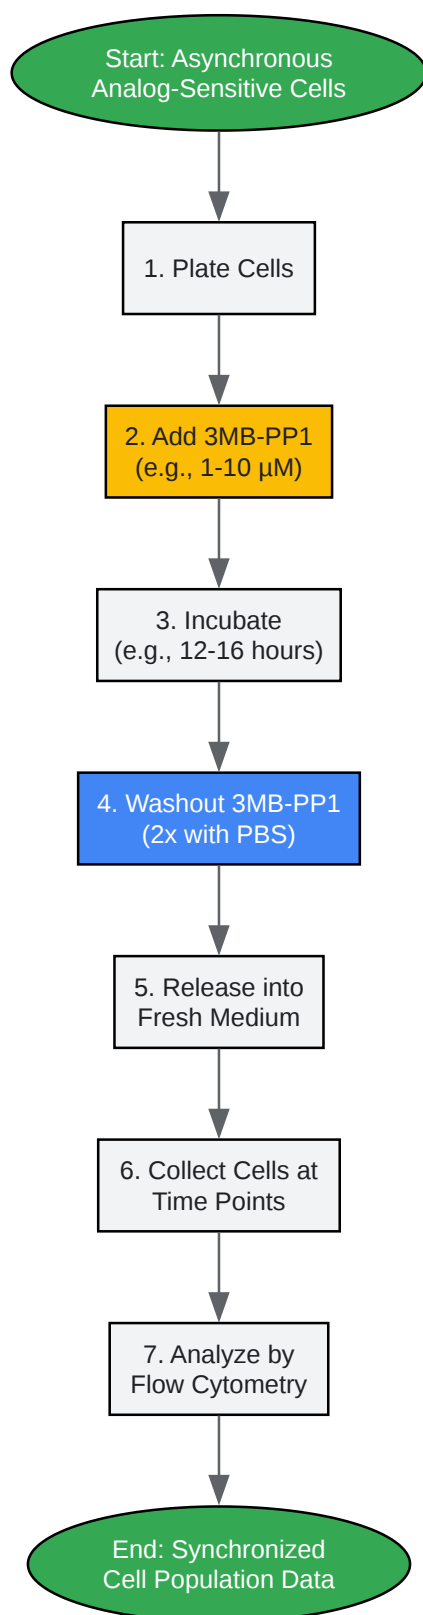 Start: Asynchronous
Analog-Sensitive Cells
1. Plate Cells
2. Add 3MB-PP1
(e.g., 1-10 µM)
3. Incubate
(e.g., 12-16 hours)
4. Washout 3MB-PP1
(2x with PBS)
5. Release into
Fresh Medium
6. Collect Cells at
Time Points
7. Analyze by
Flow Cytometry
End: Synchronized
Cell Population Data